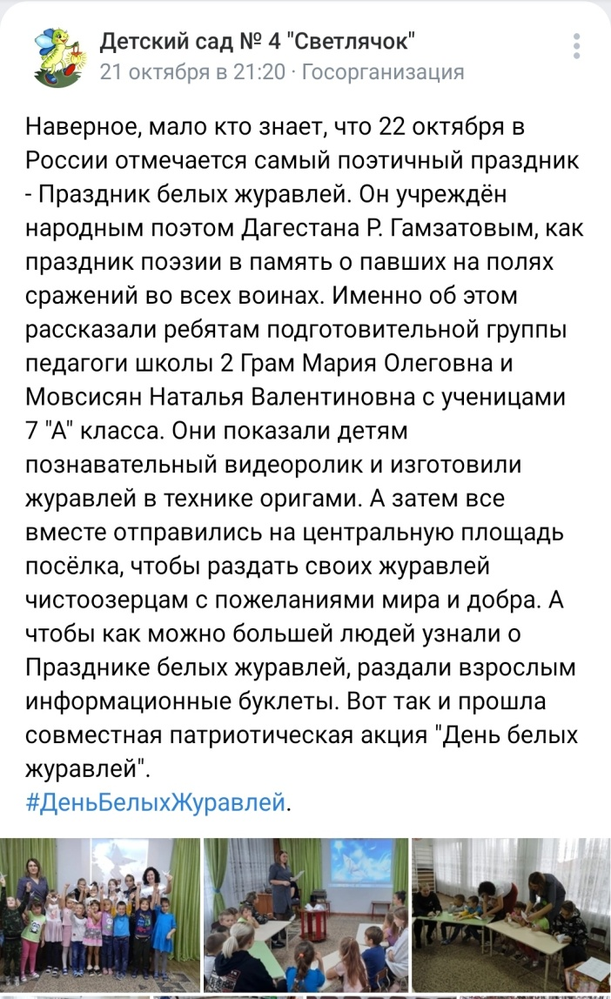 Детский сад № 4 "Светлячок"
21 октября в 21:20 · Госорганизация
Наверное, мало кто знает, что 22 октября в
России отмечается самый поэтичный праздник
- Праздник белых журавлей. Он учреждён
народным поэтом Дагестана Р. Гамзатовым, как
праздник поэзии в память о павших на полях
сражений во всех воинах. Именно об этом
рассказали ребятам подготовительной группы
педагоги школы 2 Грам Мария Олеговна и
Мовсисян Наталья Валентиновна с ученицами
7 "А" класса. Они показали детям
познавательный видеоролик и изготовили
журавлей в технике оригами. А затем все
вместе отправились на центральную площадь
посёлка, чтобы раздать своих журавлей
чистоозерцам с пожеланиями мира и добра. А
чтобы как можно большей людей узнали о
Празднике белых журавлей, раздали взрослым
информационные буклеты. Вот так и прошла
совместная патриотическая акция "День белых
журавлей".
#ДеньБелыхЖуравлей.